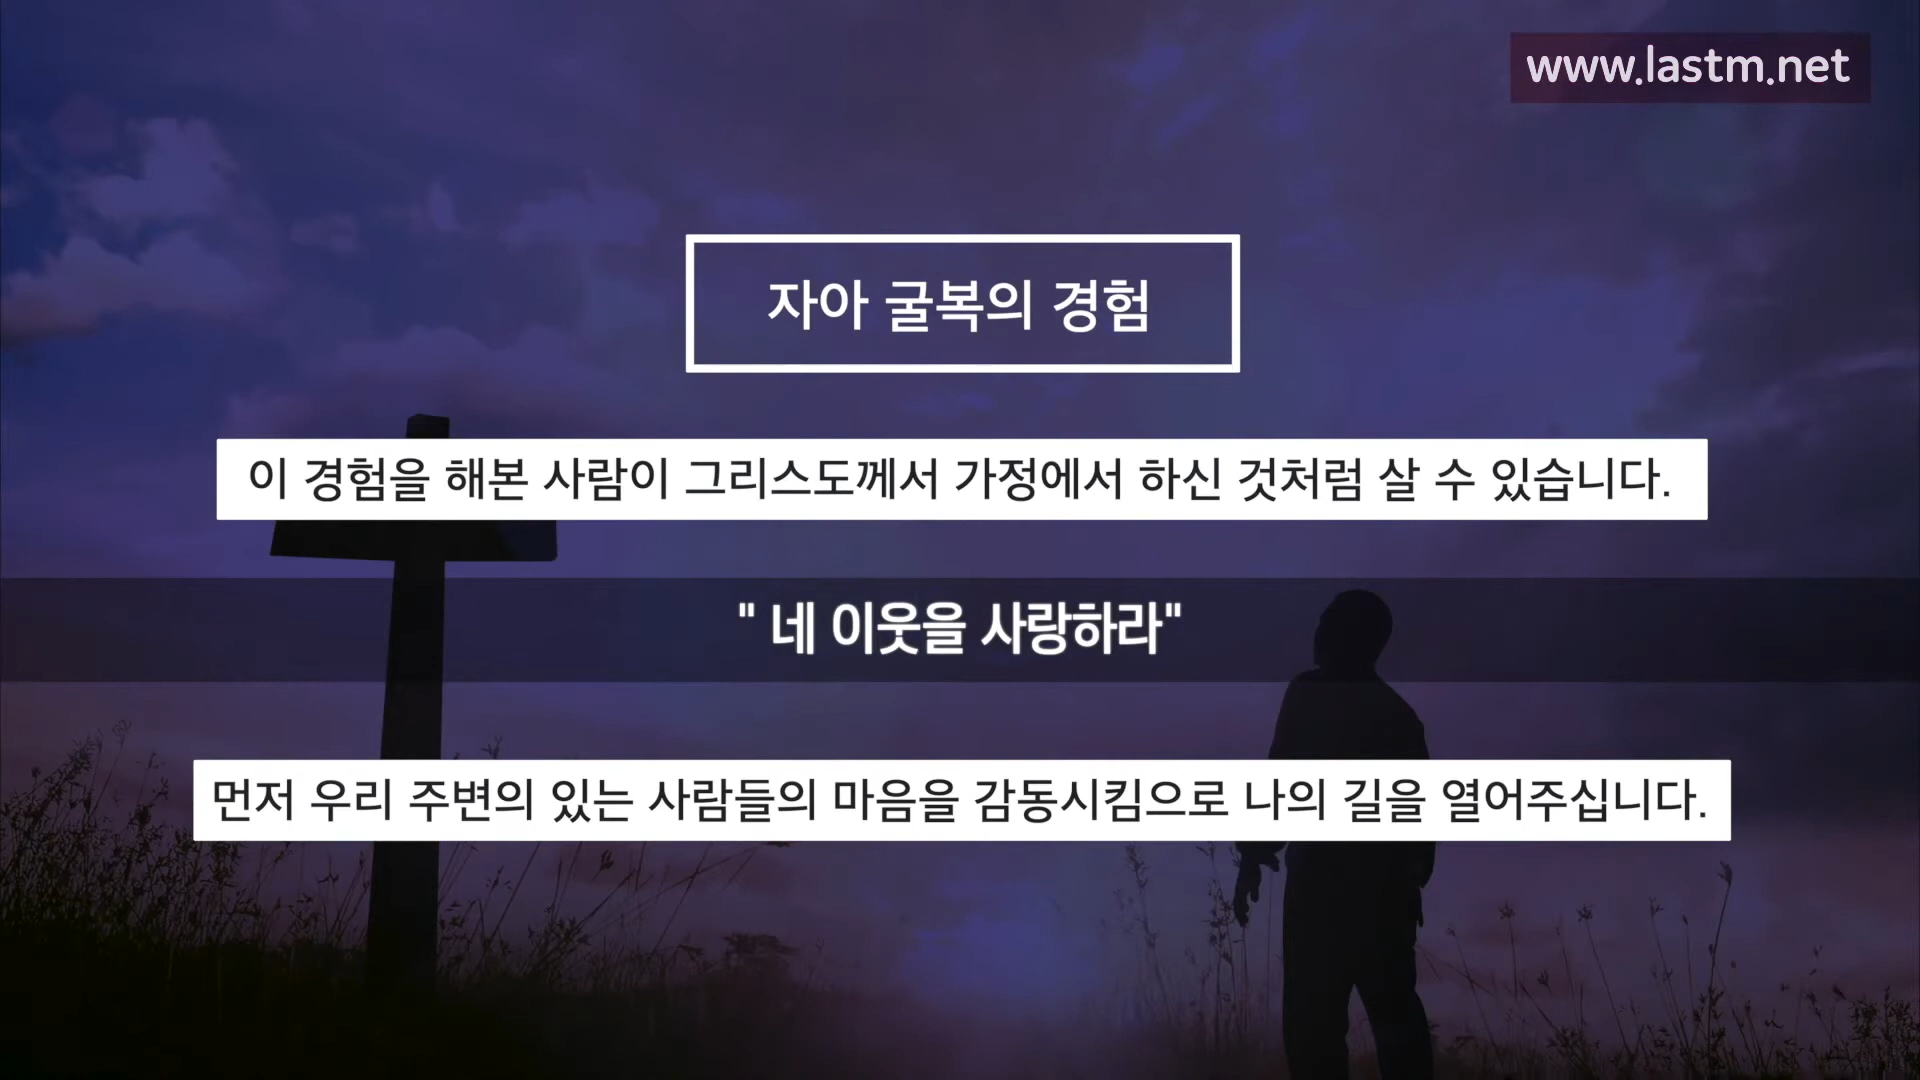 www.lastm.net
자아 굴복의 경험
이 경험을 해본 사람이 그리스도께서 가정에서 하신 것처럼 살 수 있습니다.
" 네 이웃을 사랑하라"
먼저 우리 주변의 있는 사람들의 마음을 감동시킴으로 나의 길을 열어주십니다.